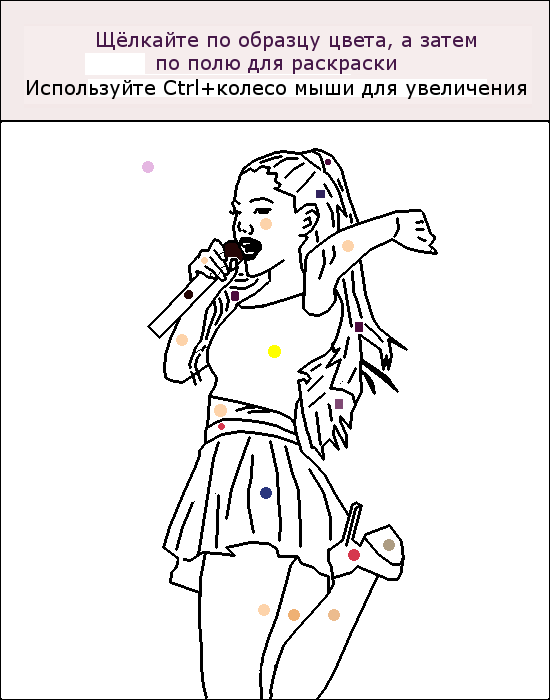 Щёлкайте по образцу цвета, а затем
по полю для раскраски
Используйте Ctrl+колесо мыши для увеличения